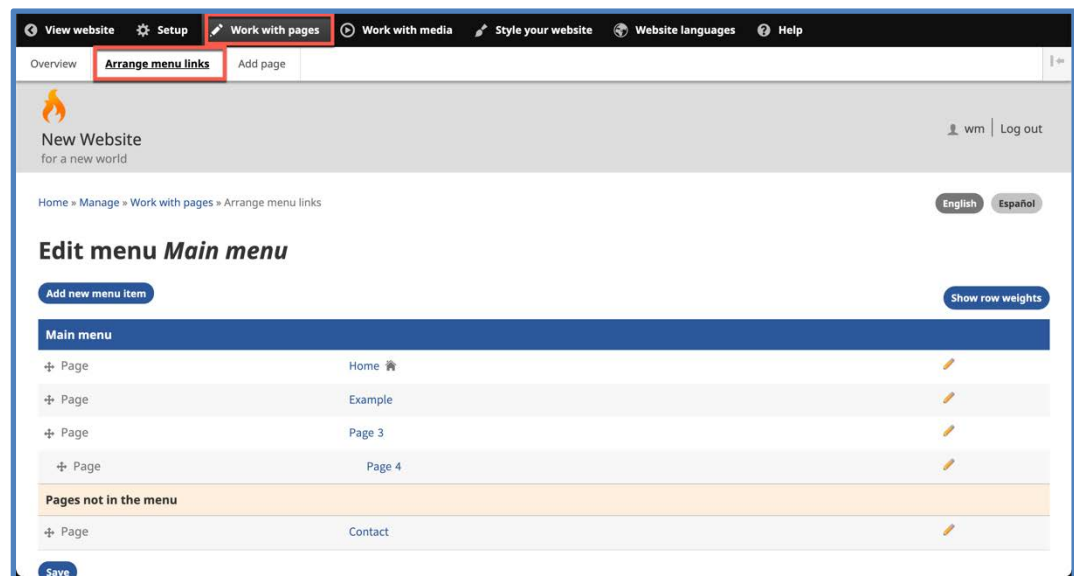 View website Setup Work with pages Work with media Style your website Website languages Help
Overview Arrange menu links Add page
New Website
for a new world
wm Log out
Home » Manage » Work with pages » Arrange menu links
English Español
Edit menu Main menu
Add new menu item
Show row weights
Main menu
Page Home
Page Example
Page Page 3
Page Page 4
Pages not in the menu
Page Contact
Save